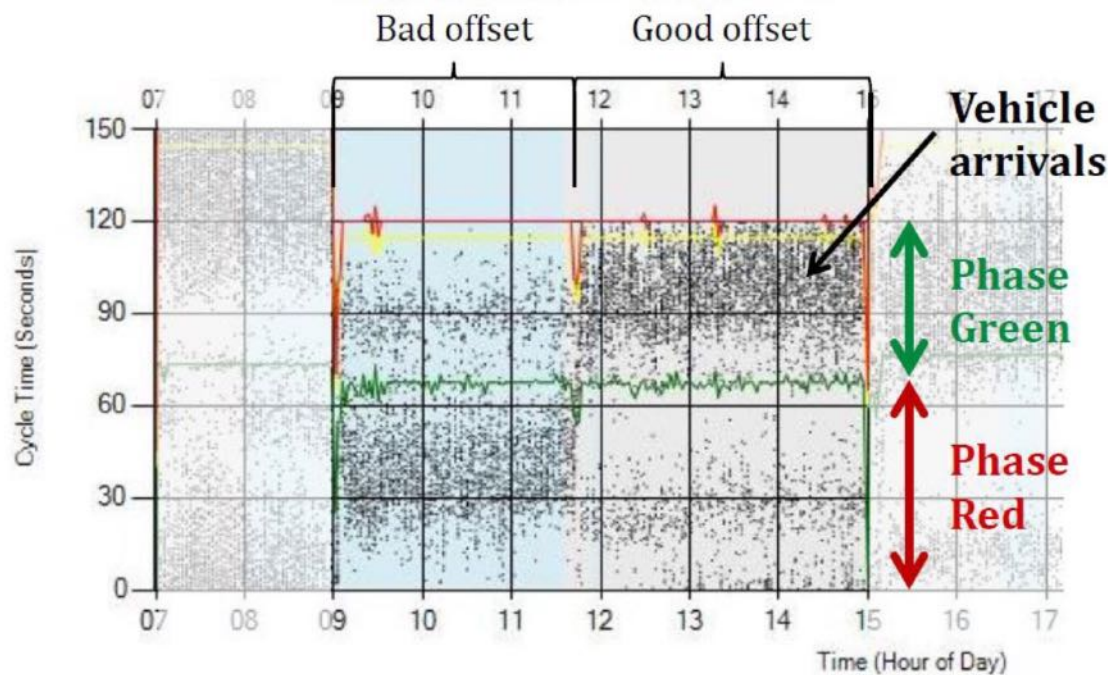 Bad offset Good offset
07 08 09 10 11 12 13 14 15 16 17
Vehicle
arrivals
150
120
90
60
30
0
Cycle Time [Seconds]
Phase
Green
Phase
Red
07 08 09 10 11 12 13 14 15 16 17
Time (Hour of Day)